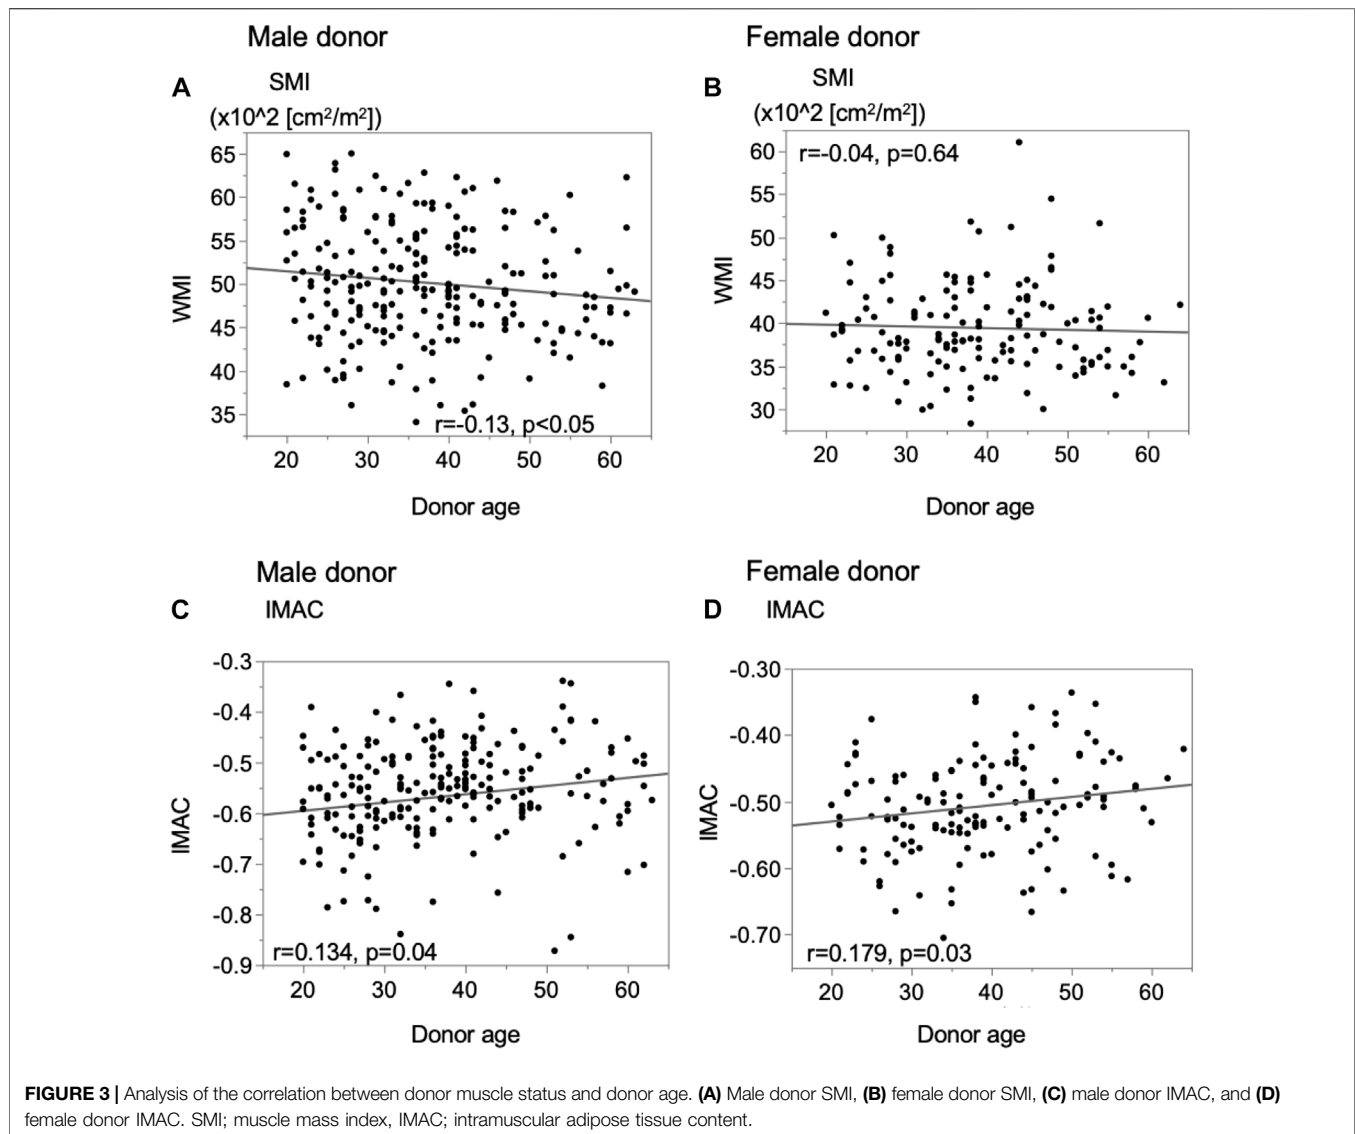 Male donor
A
SMI
(x10^2 [cm²/m²])
WMI
65
60
55
50
45
40
35
r=-0.13, p<0.05
20 30 40 50 60
Donor age
Female donor
B
SMI
(x10^2 [cm²/m²])
WMI
60
55
50
45
40
35
30
r=-0.04, p=0.64
20 30 40 50 60
Donor age
Male donor
C
IMAC
IMAC
-0.3
-0.4
-0.5
-0.6
-0.7
-0.8
-0.9
r=0.134, p=0.04
20 30 40 50 60
Donor age
Female donor
D
IMAC
IMAC
-0.30
-0.40
-0.50
-0.60
-0.70
r=0.179, p=0.03
20 30 40 50 60
Donor age
FIGURE 3 | Analysis of the correlation between donor muscle status and donor age. (A) Male donor SMI, (B) female donor SMI, (C) male donor IMAC, and (D)
female donor IMAC. SMI; muscle mass index, IMAC; intramuscular adipose tissue content.